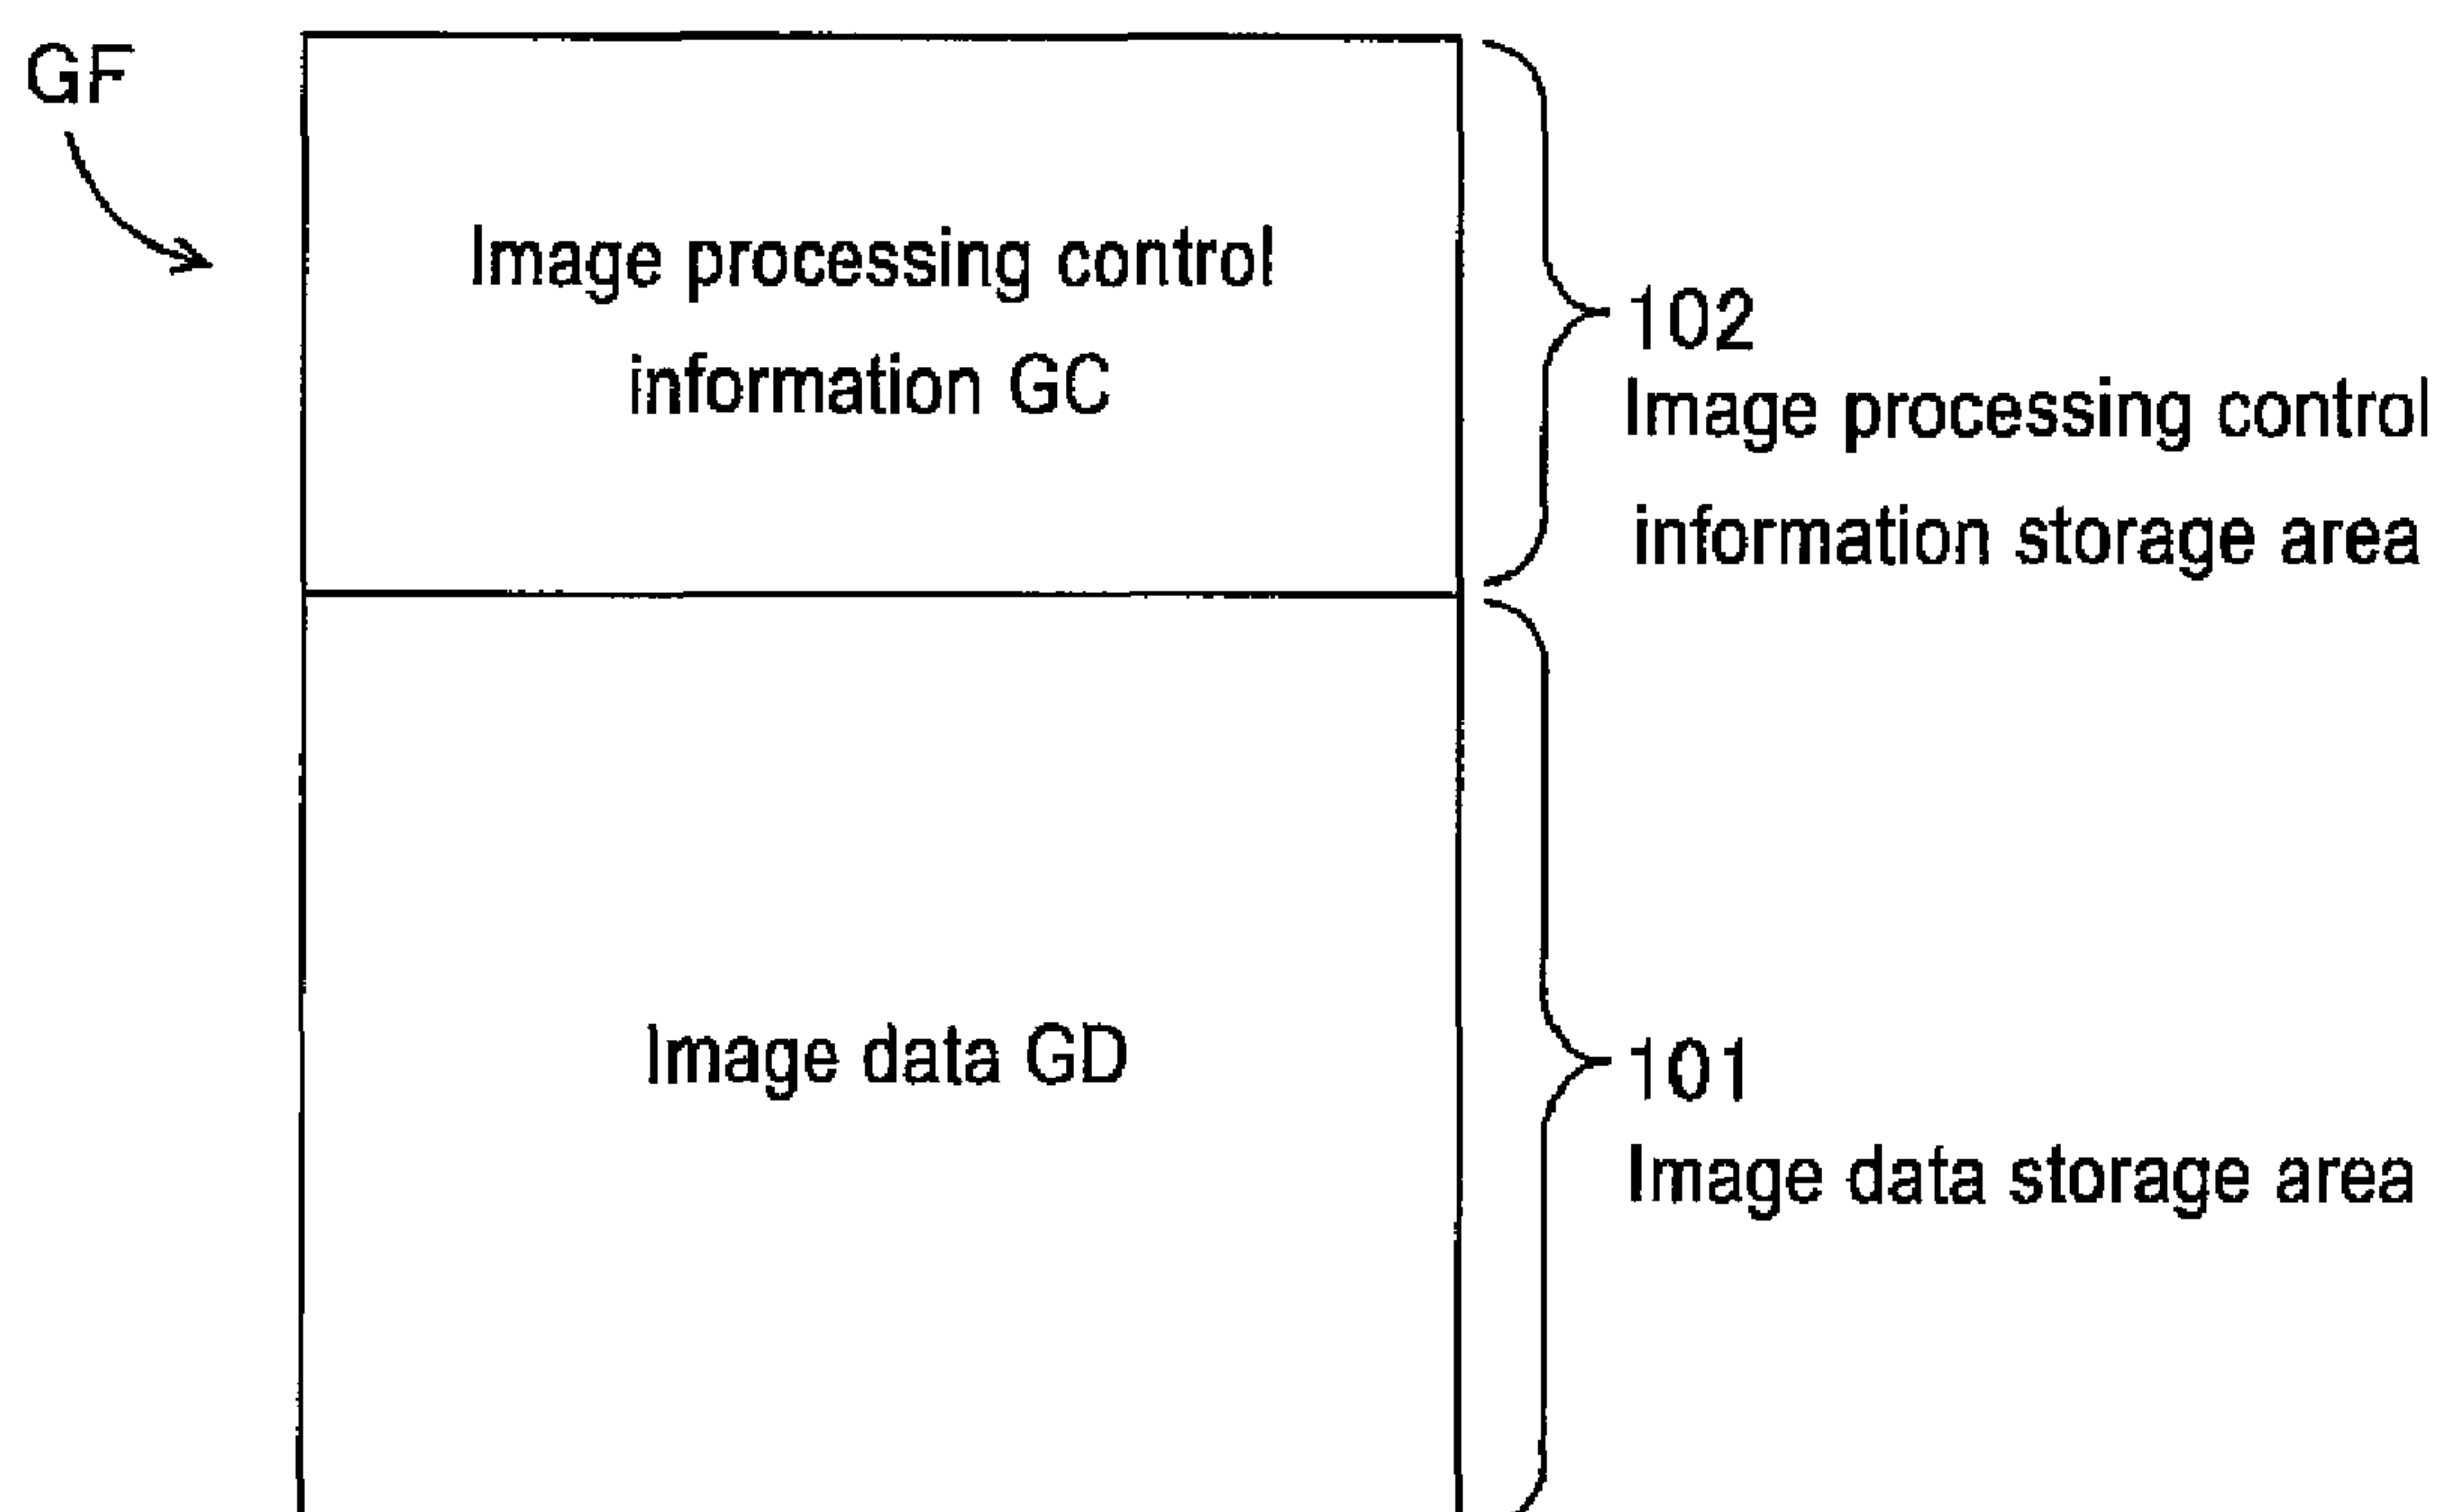 GF
Image processing control
information GC
102
Image processing control
information storage area
Image data GD
101
Image data storage area